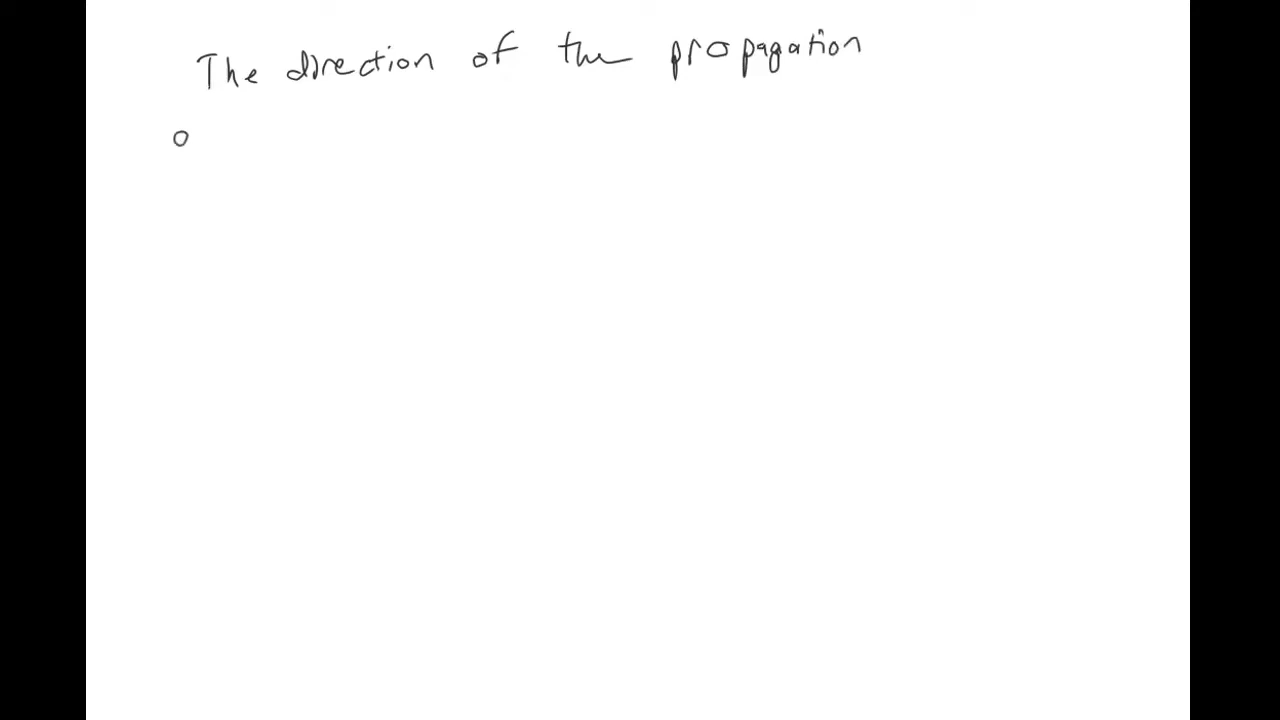 The direction of the propagation
o